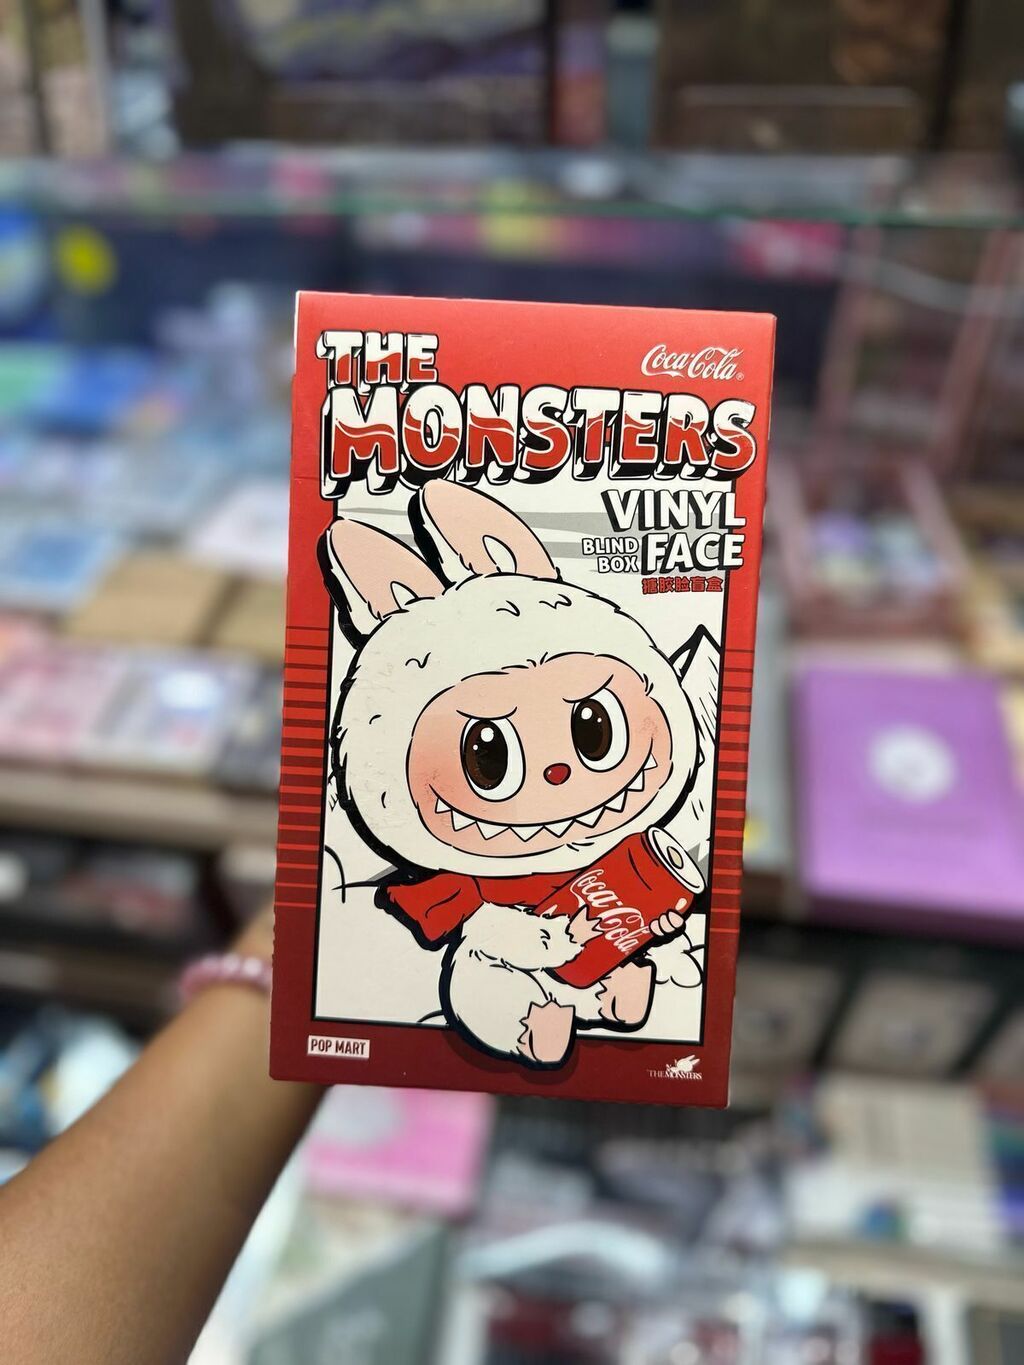 THE
Coca-Cola®
MONSTERS
VINYL
BLIND BOX
FACE
搪胶脸盲盒
Coca-Cola
POP MART
THE MONSTERS